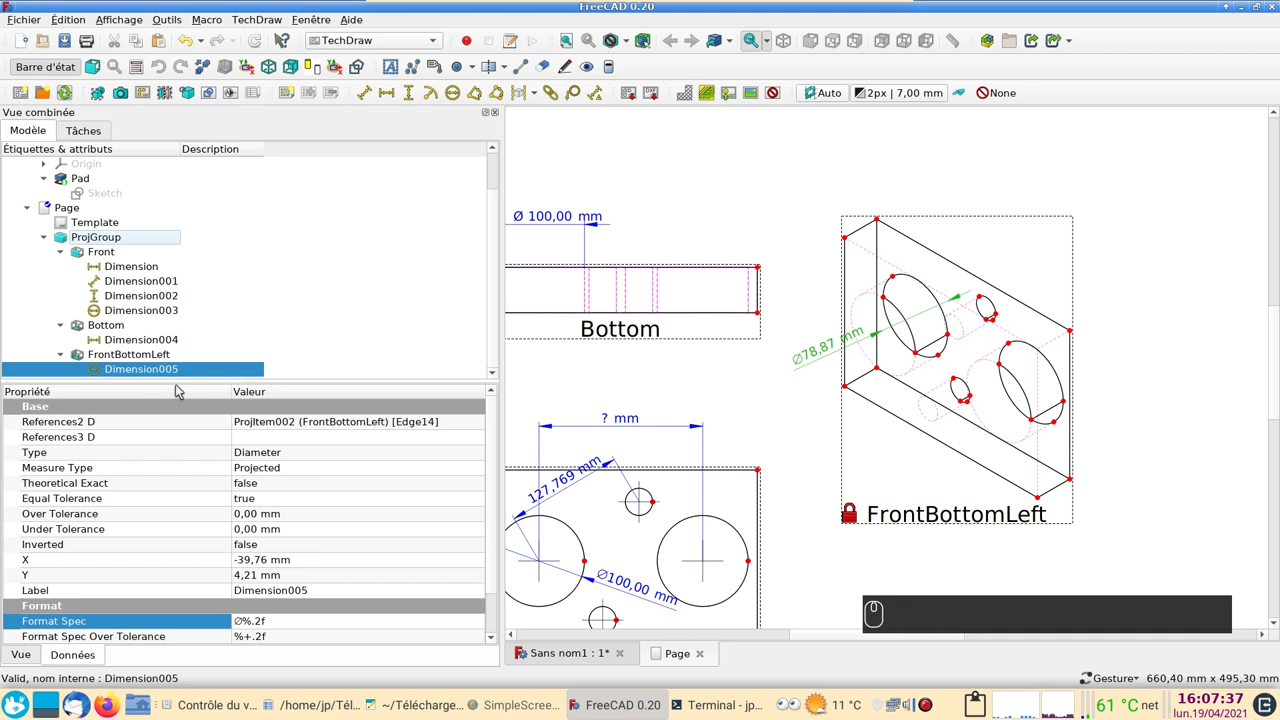 FreeCAD 0.20
Fichier Édition Affichage Outils Macro TechDraw Fenêtre Aide
TechDraw
Barre d'état
Auto 2px | 7,00 mm None
Vue combinée
Modèle Tâches
Étiquettes & attributs Description
Origin
Pad
Sketch
Page
Template
ProjGroup
Front
Dimension
Dimension001
Dimension002
Dimension003
Bottom
Dimension004
FrontBottomLeft
Dimension005
Propriété Valeur
Base
References2 D ProjItem002 (FrontBottomLeft) [Edge14]
References3 D
Type Diameter
Measure Type Projected
Theoretical Exact false
Equal Tolerance true
Over Tolerance 0,00 mm
Under Tolerance 0,00 mm
Inverted false
X -39,76 mm
Y 4,21 mm
Label Dimension005
Format
Format Spec ∅%.2f
Format Spec Over Tolerance %+.2f
Vue Données
Ø 100,00 mm
Bottom
? mm
127,769 mm
∅100,00 mm
∅78,87 mm
FrontBottomLeft
Sans nom1 : 1* Page
Valid, nom interne : Dimension005
Gesture 660,40 mm x 495,30 mm
Contrôle du v... /home/jp/Tél... ~/Télécharge... SimpleScree... FreeCAD 0.20 Terminal - jp... 11 °C 61 °C net 16:07:37
lun.19/04/2021